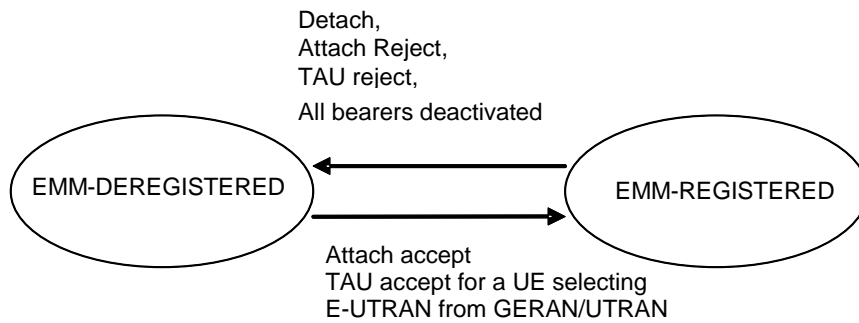 Detach,
Attach Reject,
TAU reject,
All bearers deactivated
EMM-DEREGISTERED
EMM-REGISTERED
Attach accept
TAU accept for a UE selecting
E-UTRAN from GERAN/UTRAN